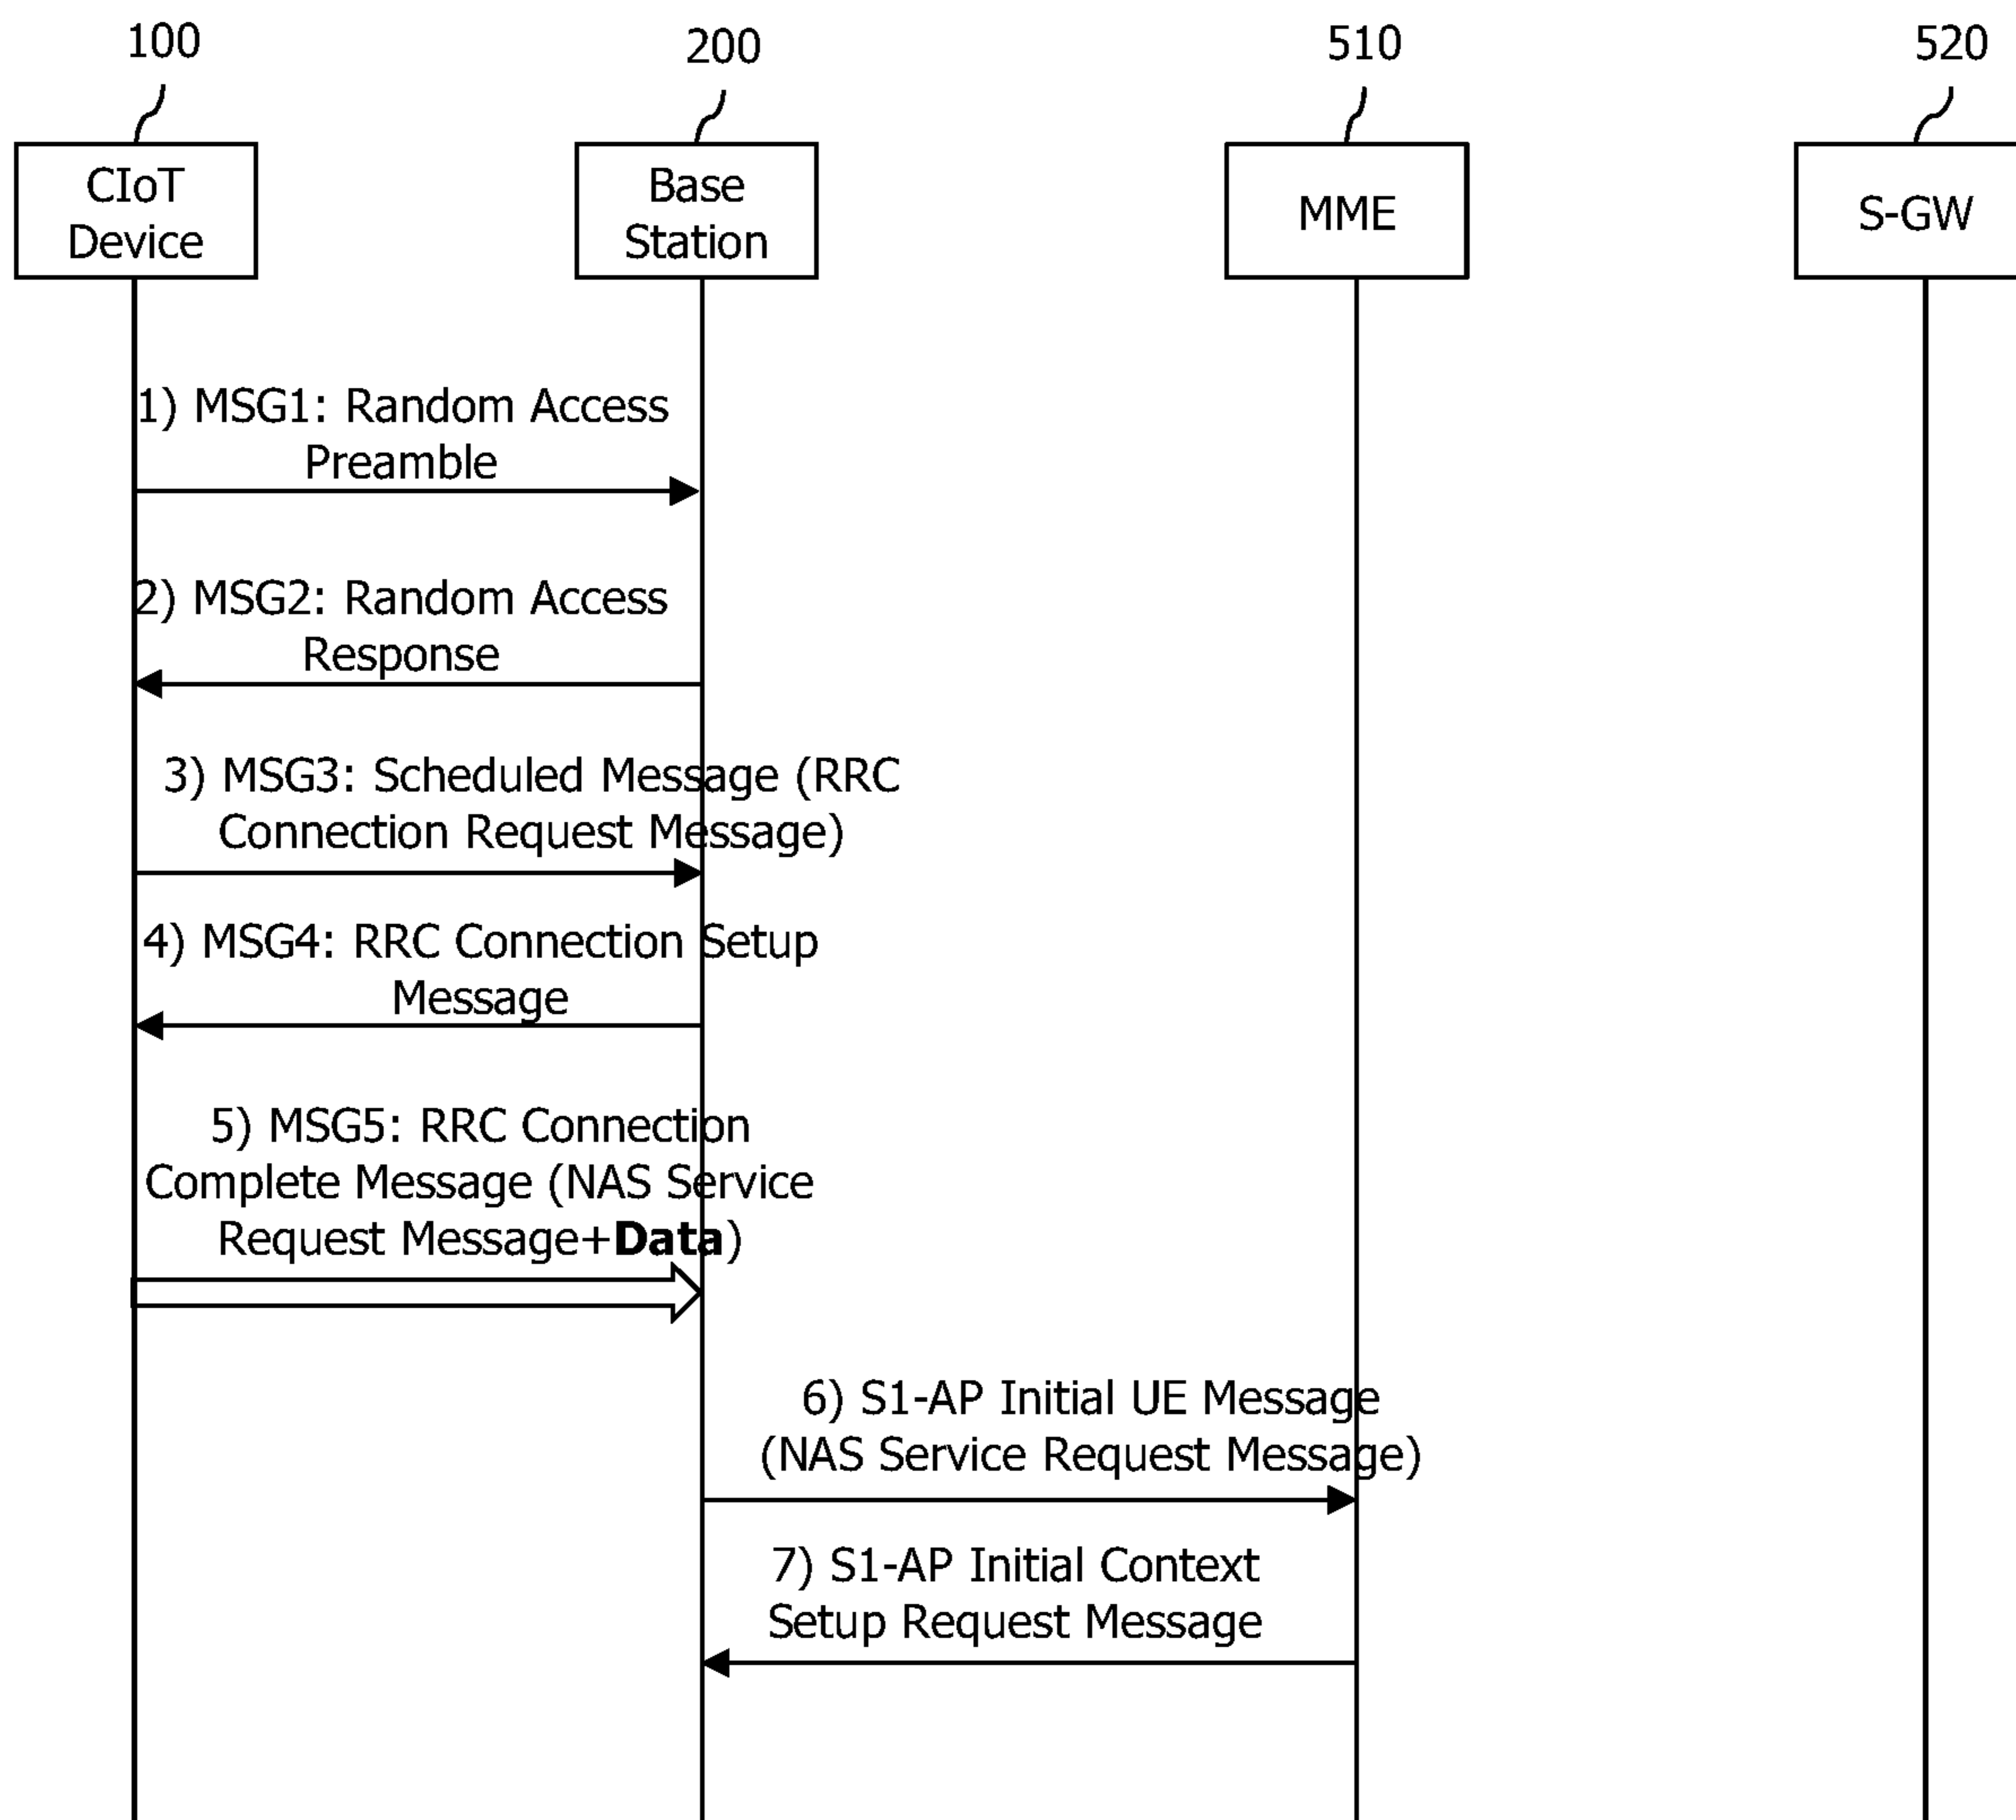 100
200
510
520
CIoT
Device
Base
Station
MME
S-GW
1) MSG1: Random Access
Preamble
2) MSG2: Random Access
Response
3) MSG3: Scheduled Message (RRC
Connection Request Message)
4) MSG4: RRC Connection Setup
Message
5) MSG5: RRC Connection
Complete Message (NAS Service
Request Message+Data)
6) S1-AP Initial UE Message
(NAS Service Request Message)
7) S1-AP Initial Context
Setup Request Message